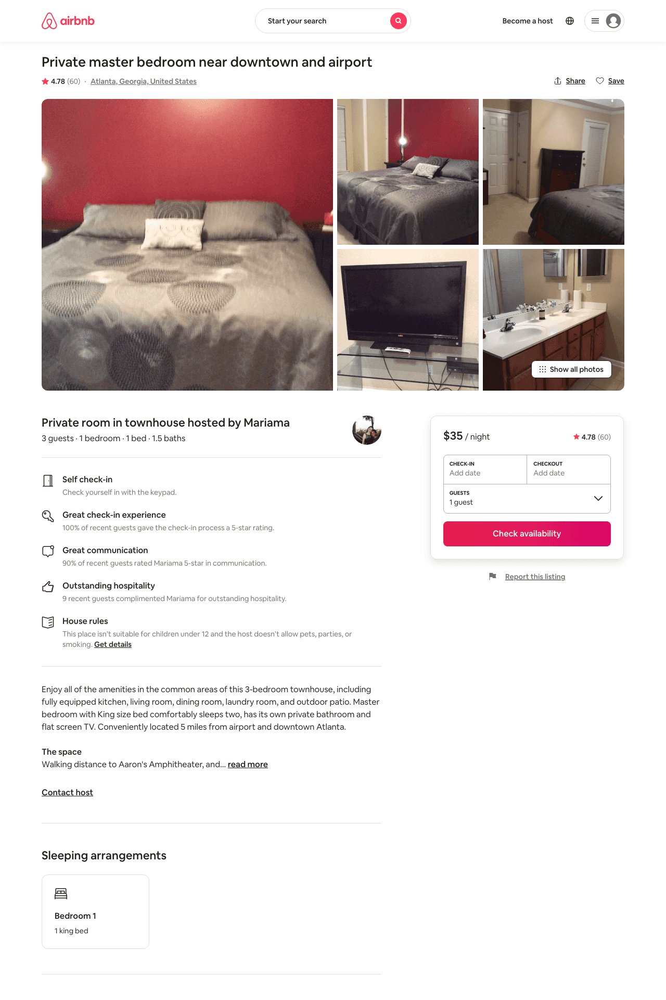 airbnb
Start your search
Become a host
Private master bedroom near downtown and airport
4.78 (60) · Atlanta, Georgia, United States
Share
Save
Show all photos
Private room in townhouse hosted by Mariama
3 guests · 1 bedroom · 1 bed · 1.5 baths
Self check-in
Check yourself in with the keypad.
Great check-in experience
100% of recent guests gave the check-in process a 5-star rating.
Great communication
90% of recent guests rated Mariama 5-star in communication.
Outstanding hospitality
9 recent guests complimented Mariama for outstanding hospitality.
House rules
This place isn’t suitable for children under 12 and the host doesn’t allow pets, parties, or
smoking. Get details
$35 / night
4.78 (60)
CHECK-IN
Add date
CHECKOUT
Add date
GUESTS
1 guest
Check availability
Report this listing
Enjoy all of the amenities in the common areas of this 3-bedroom townhouse, including
fully equipped kitchen, living room, dining room, laundry room, and outdoor patio. Master
bedroom with King size bed comfortably sleeps two, has its own private bathroom and
flat screen TV. Conveniently located 5 miles from airport and downtown Atlanta.
The space
Walking distance to Aaron's Amphitheater, and... read more
Contact host
Sleeping arrangements
Bedroom 1
1 king bed